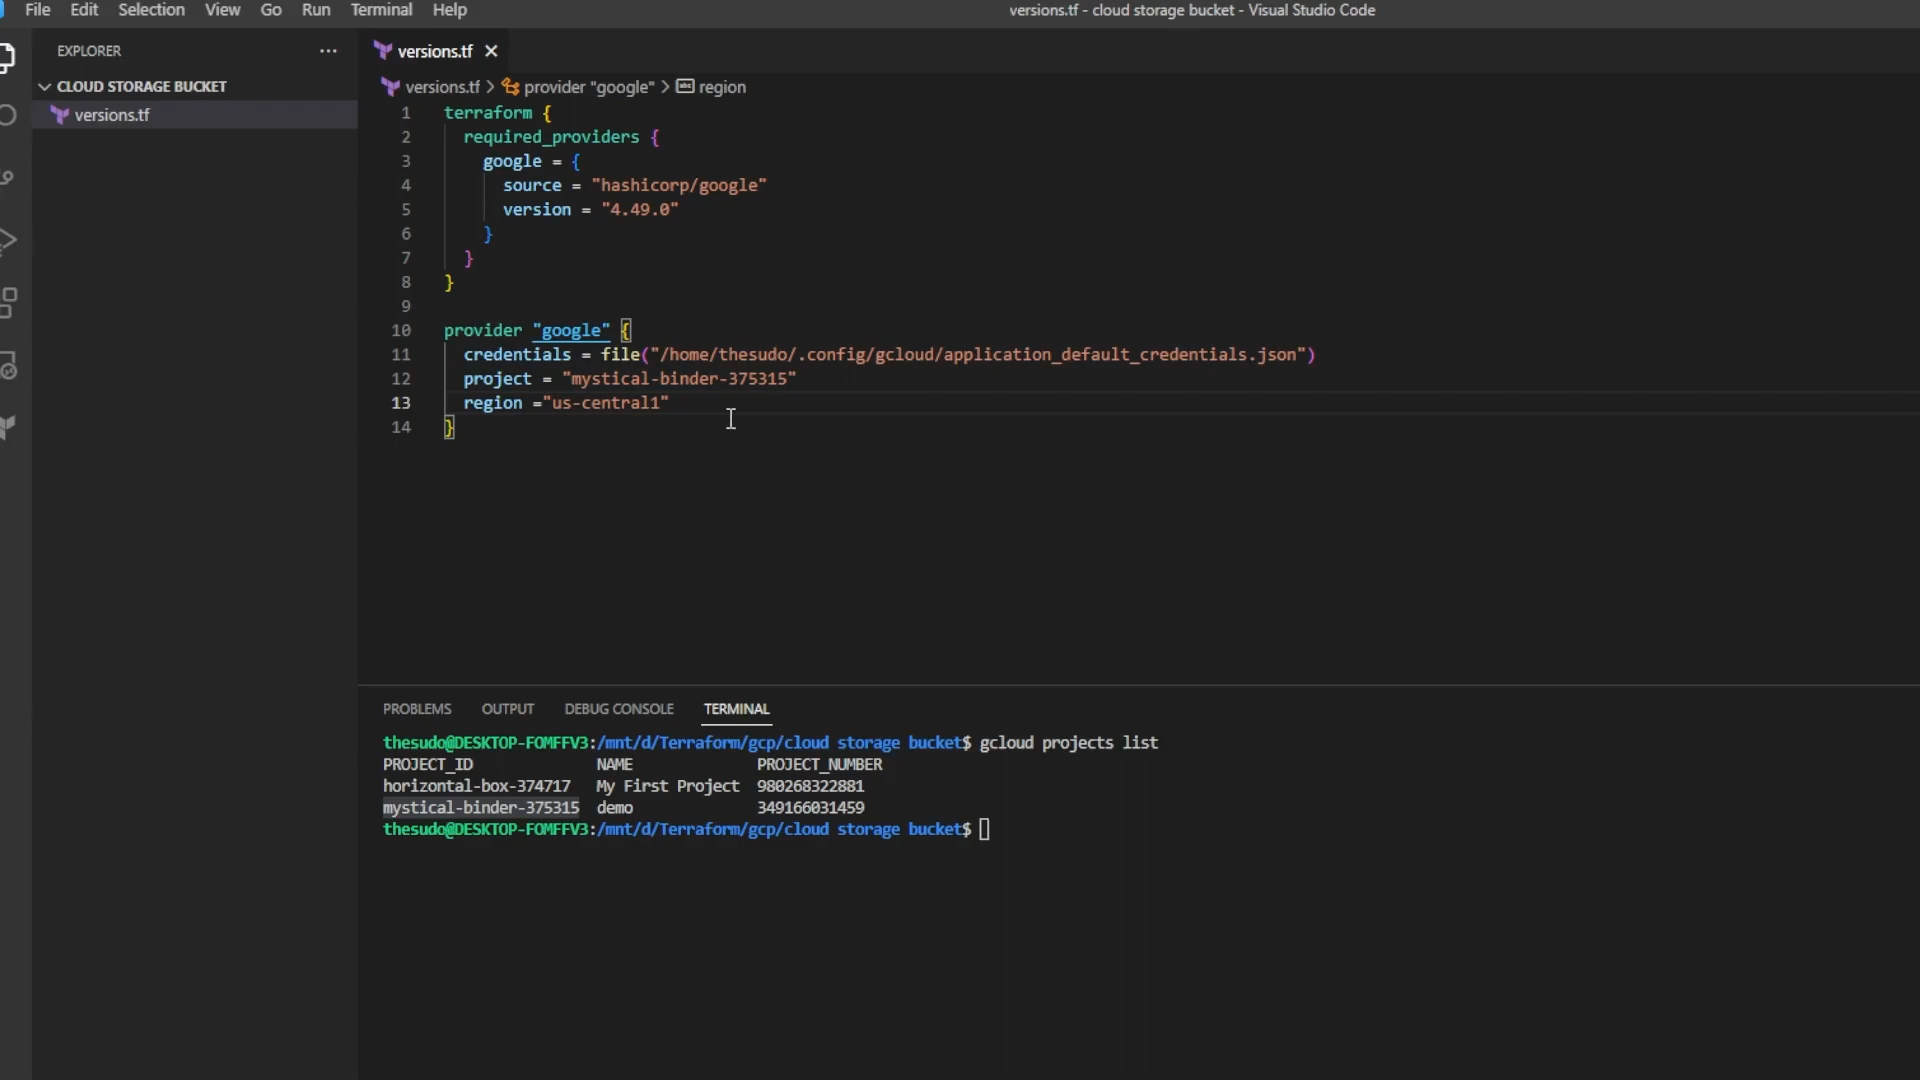 File Edit Selection View Go Run Terminal Help versions.tf - cloud storage bucket - Visual Studio Code
EXPLORER ···
CLOUD STORAGE BUCKET
versions.tf
versions.tf
versions.tf > provider "google" > region
1 terraform {
2 required_providers {
3 google = {
4 source = "hashicorp/google"
5 version = "4.49.0"
6 }
7 }
8 }
9
10 provider "google" {
11 credentials = file("/home/thesudo/.config/gcloud/application_default_credentials.json")
12 project = "mystical-binder-375315"
13 region ="us-central1"
14 }
PROBLEMS OUTPUT DEBUG CONSOLE TERMINAL
thesudo@DESKTOP-FOMFFV3:/mnt/d/Terraform/gcp/cloud storage bucket$ gcloud projects list
PROJECT_ID NAME PROJECT_NUMBER
horizontal-box-374717 My First Project 980268322881
mystical-binder-375315 demo 349166031459
thesudo@DESKTOP-FOMFFV3:/mnt/d/Terraform/gcp/cloud storage bucket$